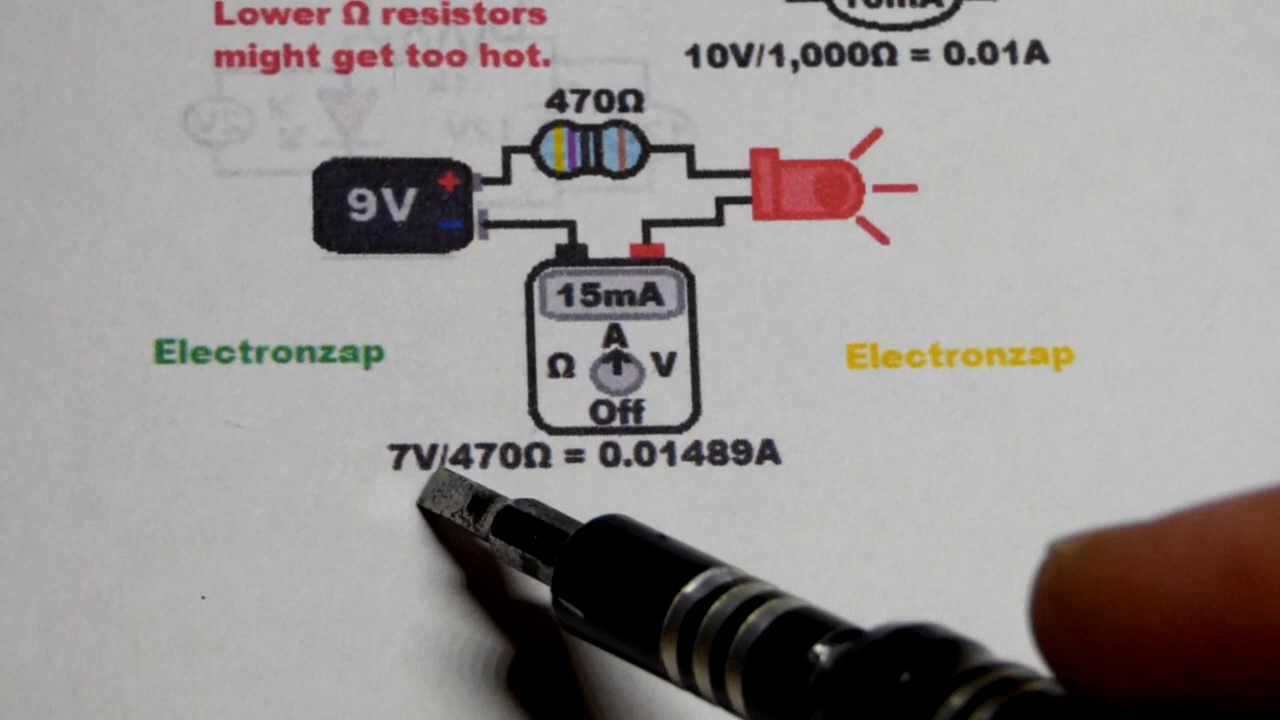 Lower Ω resistors
might get too hot.
10V/1,000Ω = 0.01A
470Ω
9V
+
−
15mA
A
Ω
V
Off
Electronzap
Electronzap
7V/470Ω = 0.01489A